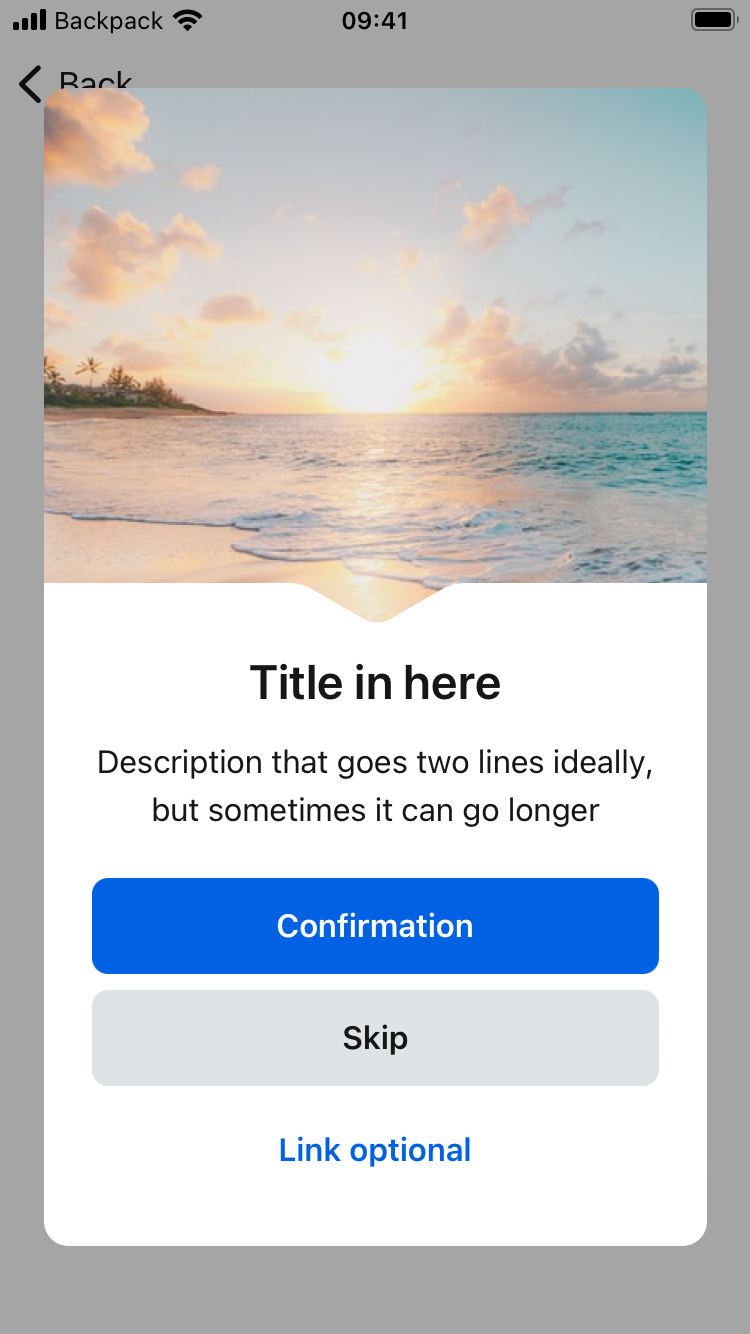 Backpack 09:41
Back
Title in here
Description that goes two lines ideally,
but sometimes it can go longer
Confirmation
Skip
Link optional